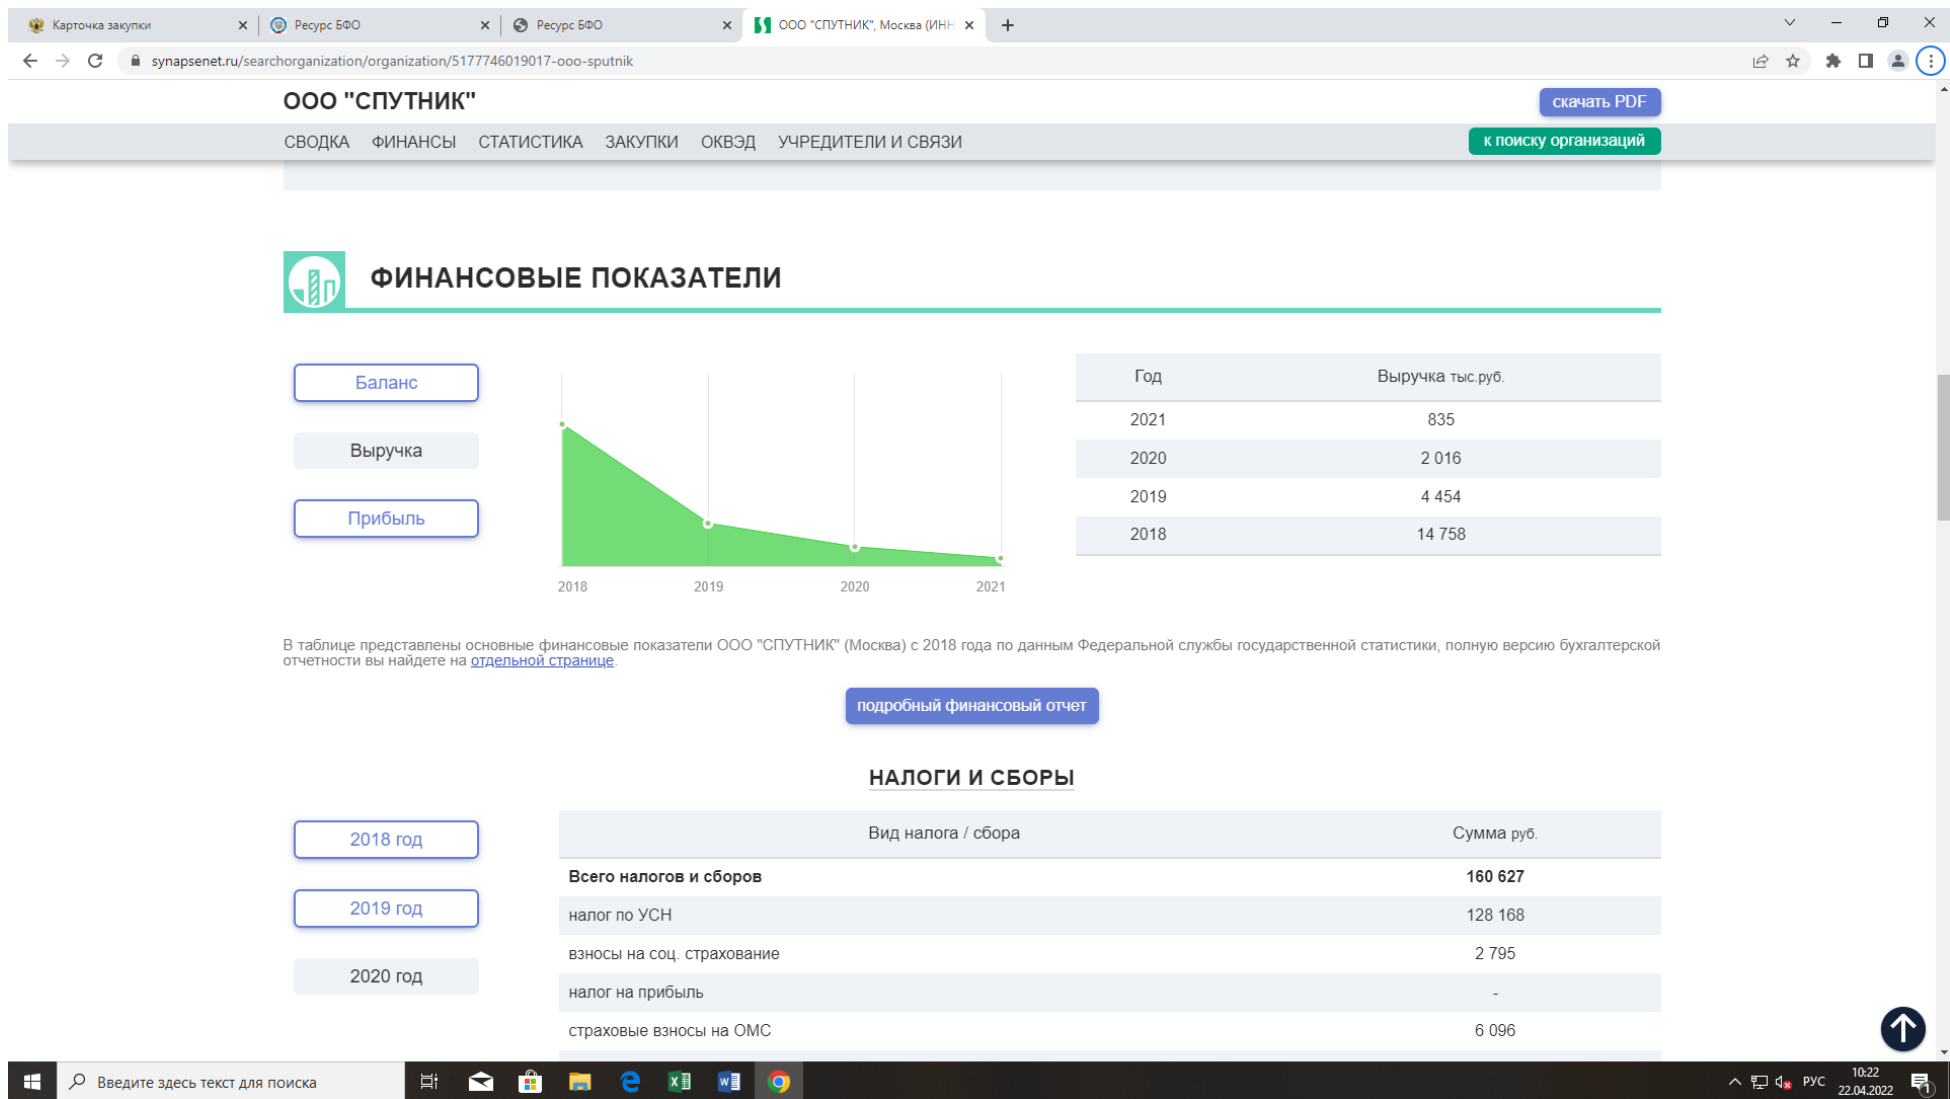 Карточка закупки
Ресурс БФО
Ресурс БФО
ООО "СПУТНИК", Москва (ИНН
synapsenet.ru/searchorganization/organization/5177746019017-ooo-sputnik
ООО "СПУТНИК"
скачать PDF
СВОДКА ФИНАНСЫ СТАТИСТИКА ЗАКУПКИ ОКВЭД УЧРЕДИТЕЛИ И СВЯЗИ
к поиску организаций
ФИНАНСОВЫЕ ПОКАЗАТЕЛИ
Баланс
Выручка
Прибыль
2018 2019 2020 2021
Год Выручка тыс.руб.
2021 835
2020 2 016
2019 4 454
2018 14 758
В таблице представлены основные финансовые показатели ООО "СПУТНИК" (Москва) с 2018 года по данным Федеральной службы государственной статистики, полную версию бухгалтерской
отчетности вы найдете на отдельной странице.
подробный финансовый отчет
НАЛОГИ И СБОРЫ
2018 год
2019 год
2020 год
Вид налога / сбора Сумма руб.
Всего налогов и сборов 160 627
налог по УСН 128 168
взносы на соц. страхование 2 795
налог на прибыль -
страховые взносы на ОМС 6 096
Введите здесь текст для поиска
РУС
10:22
22.04.2022
1